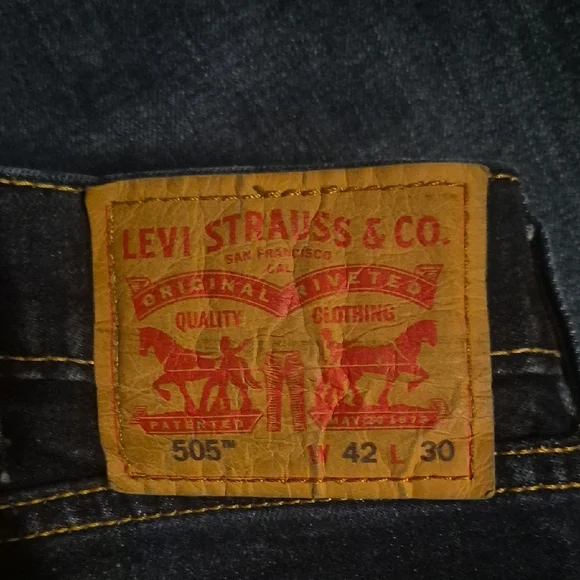 LEVI STRAUSS & CO.
SAN FRANCISCO
CAL
ORIGINAL RIVETED
QUALITY CLOTHING
PATENTED MAY 20 1873
505™ W 42 L 30